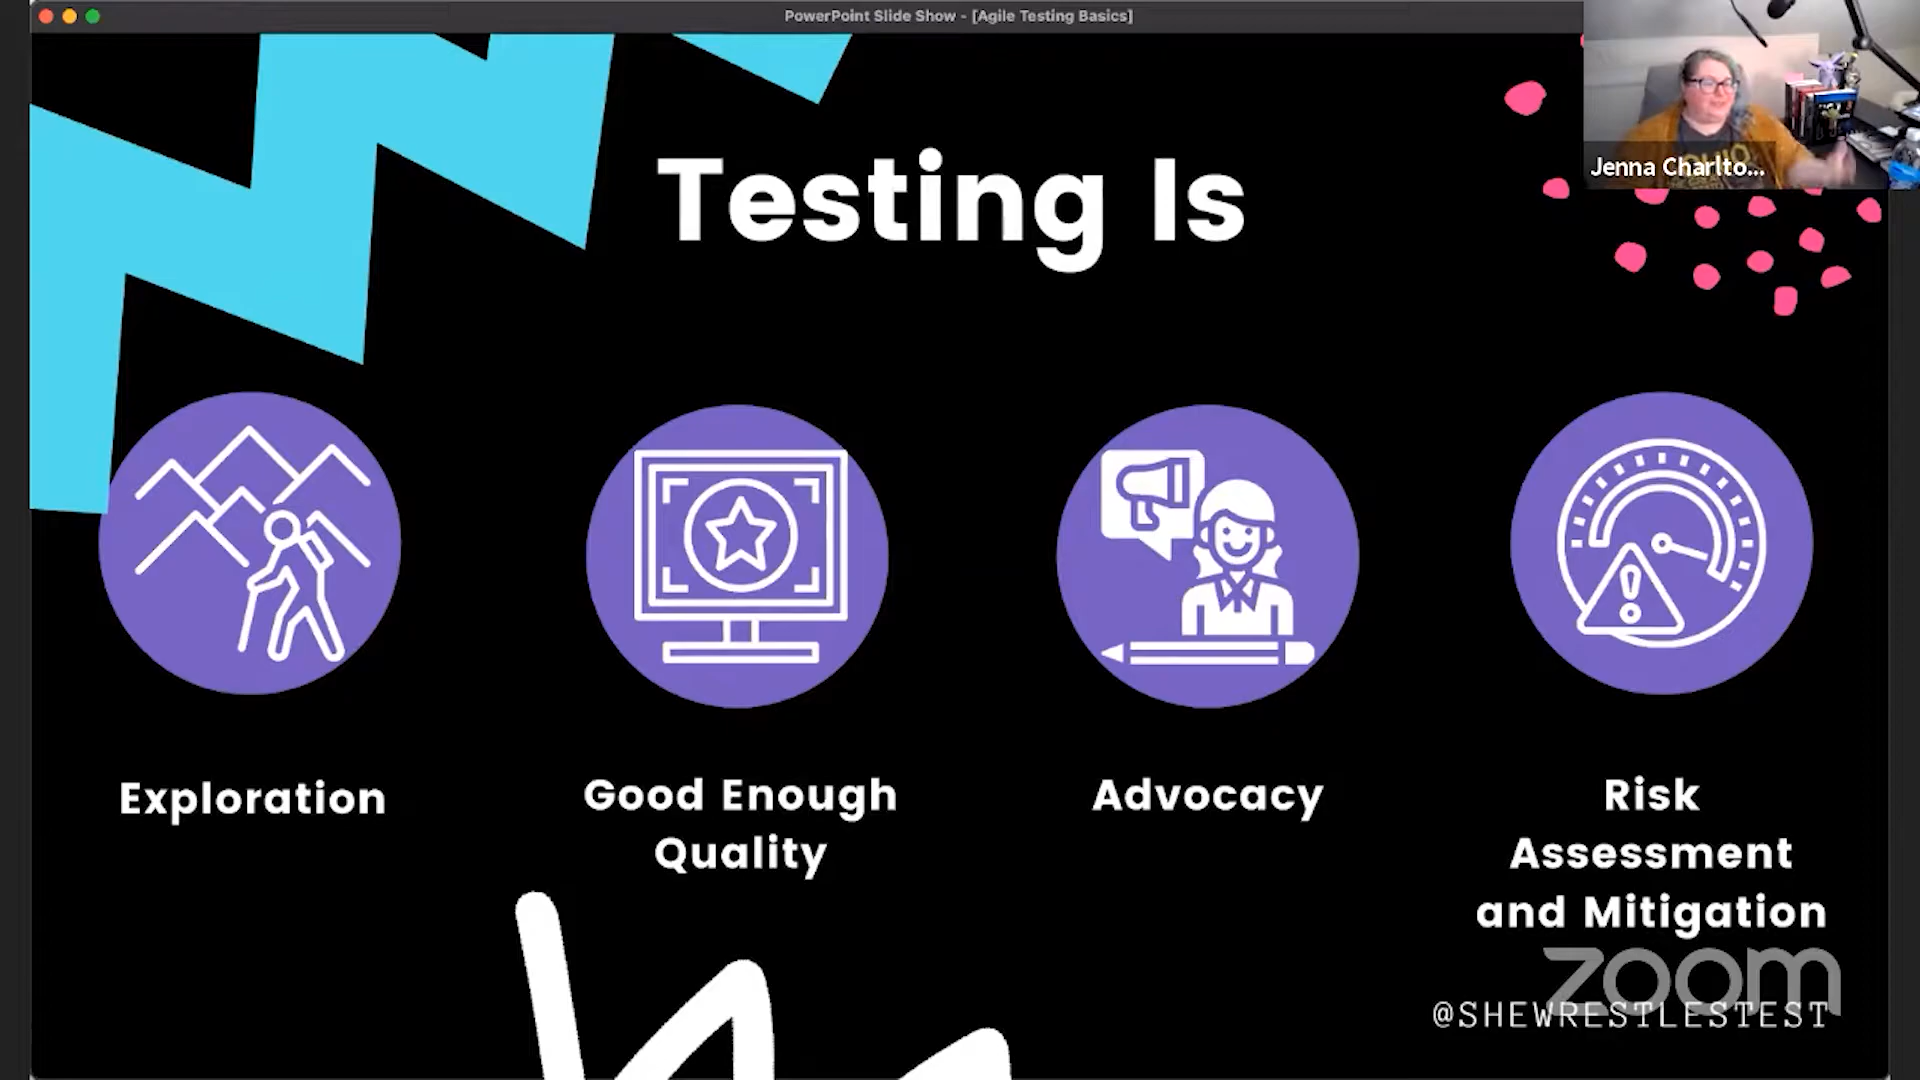 PowerPoint Slide Show - [Agile Testing Basics]
Jenna Charlto...
Testing Is
Exploration
Good Enough
Quality
Advocacy
Risk
Assessment
and Mitigation
zoom
@SHEWRESTLESTEST